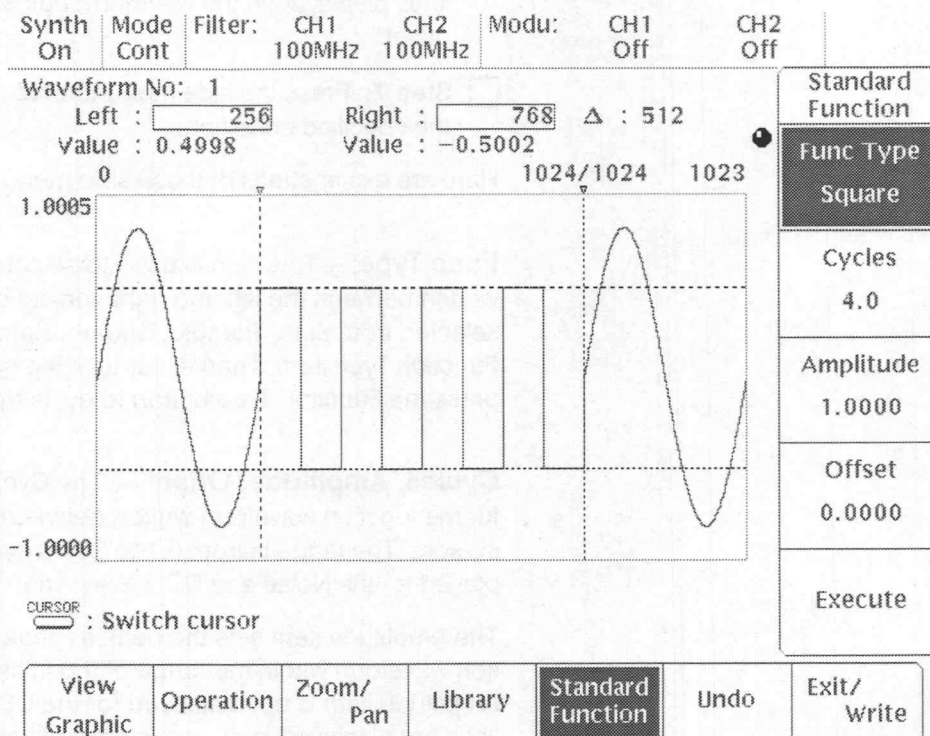 Synth On
Mode Cont
Filter: CH1 100MHz CH2 100MHz
Modu: CH1 Off CH2 Off
Waveform No: 1
Left : 256 Right : 768 Δ : 512
Value : 0.4998 Value : -0.5002
0 1024/1024 1023
1.0005
-1.0000
CURSOR : Switch cursor
Standard Function
Func Type
Square
Cycles
4.0
Amplitude
1.0000
Offset
0.0000
Execute
View Graphic
Operation
Zoom/ Pan
Library
Standard Function
Undo
Exit/ Write